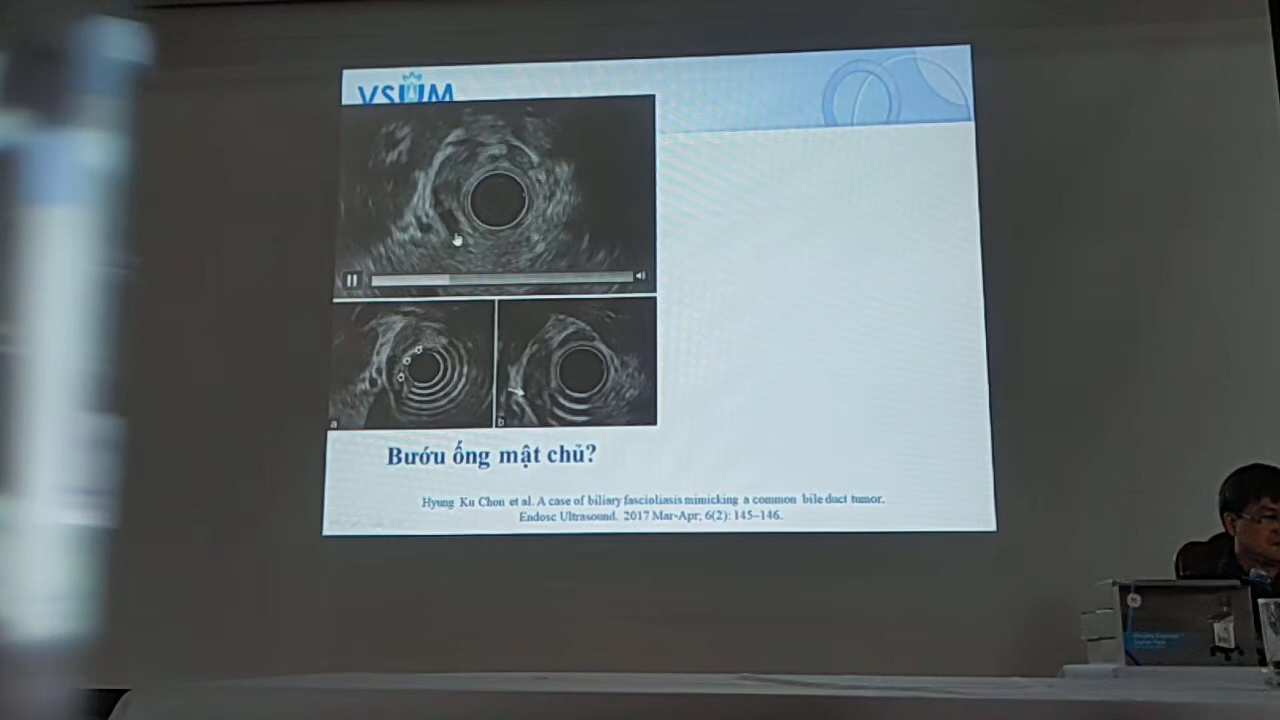 VSUM
a
b
Bướu ống mật chủ?
Hyung Ku Chon et al. A case of biliary fascioliasis mimicking a common bile duct tumor.
Endosc Ultrasound. 2017 Mar-Apr; 6(2): 145–146.